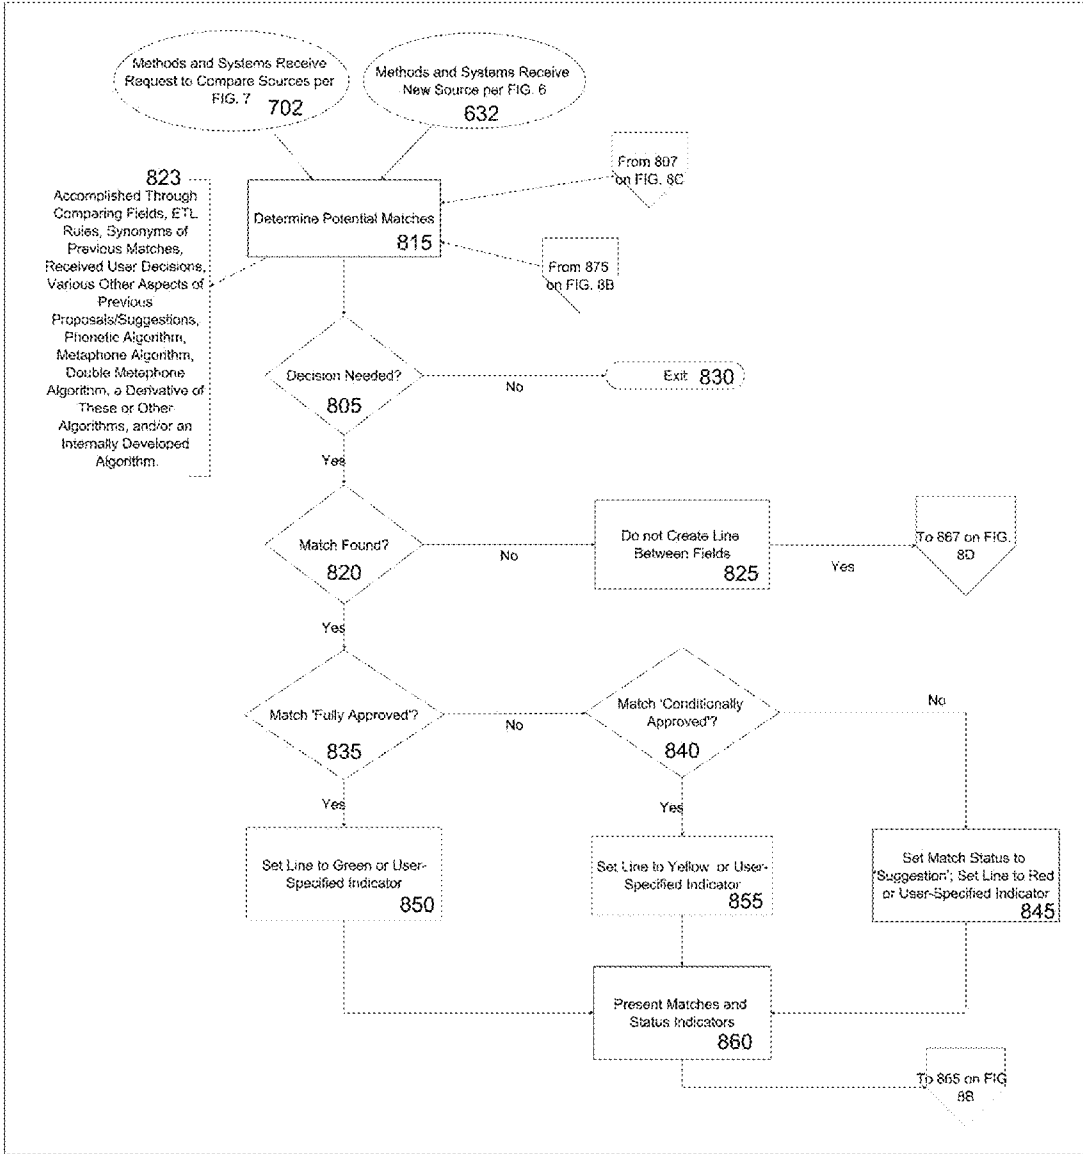 Methods and Systems Receive
Request to Compare Sources per
FIG. 7
702
Methods and Systems Receive
New Source per FIG. 6
632
From 897
on FIG. 8C
823
Accomplished Through
Comparing Fields, ETL
Rules, Synonyms of
Previous Matches,
Received User Decisions,
Various Other Aspects of
Previous
Proposals/Suggestions,
Phonetic Algorithm,
Metaphone Algorithm,
Double Metaphone
Algorithm, a Derivative of
These or Other
Algorithms, and/or an
Internally Developed
Algorithm.
Determine Potential Matches
815
From 875
on FIG. 8B
Decision Needed?
805
No
Exit 830
Yes
Match Found?
820
No
Do not Create Line
Between Fields
825
Yes
To 867 on FIG.
8D
Yes
Match 'Fully Approved'?
835
No
Match 'Conditionally
Approved'?
840
No
Yes
Yes
Set Line to Green or User-
Specified Indicator
850
Set Line to Yellow or User-
Specified Indicator
855
Set Match Status to
'Suggestion'; Set Line to Red
or User-Specified Indicator
845
Present Matches and
Status Indicators
860
To 865 on FIG
8B